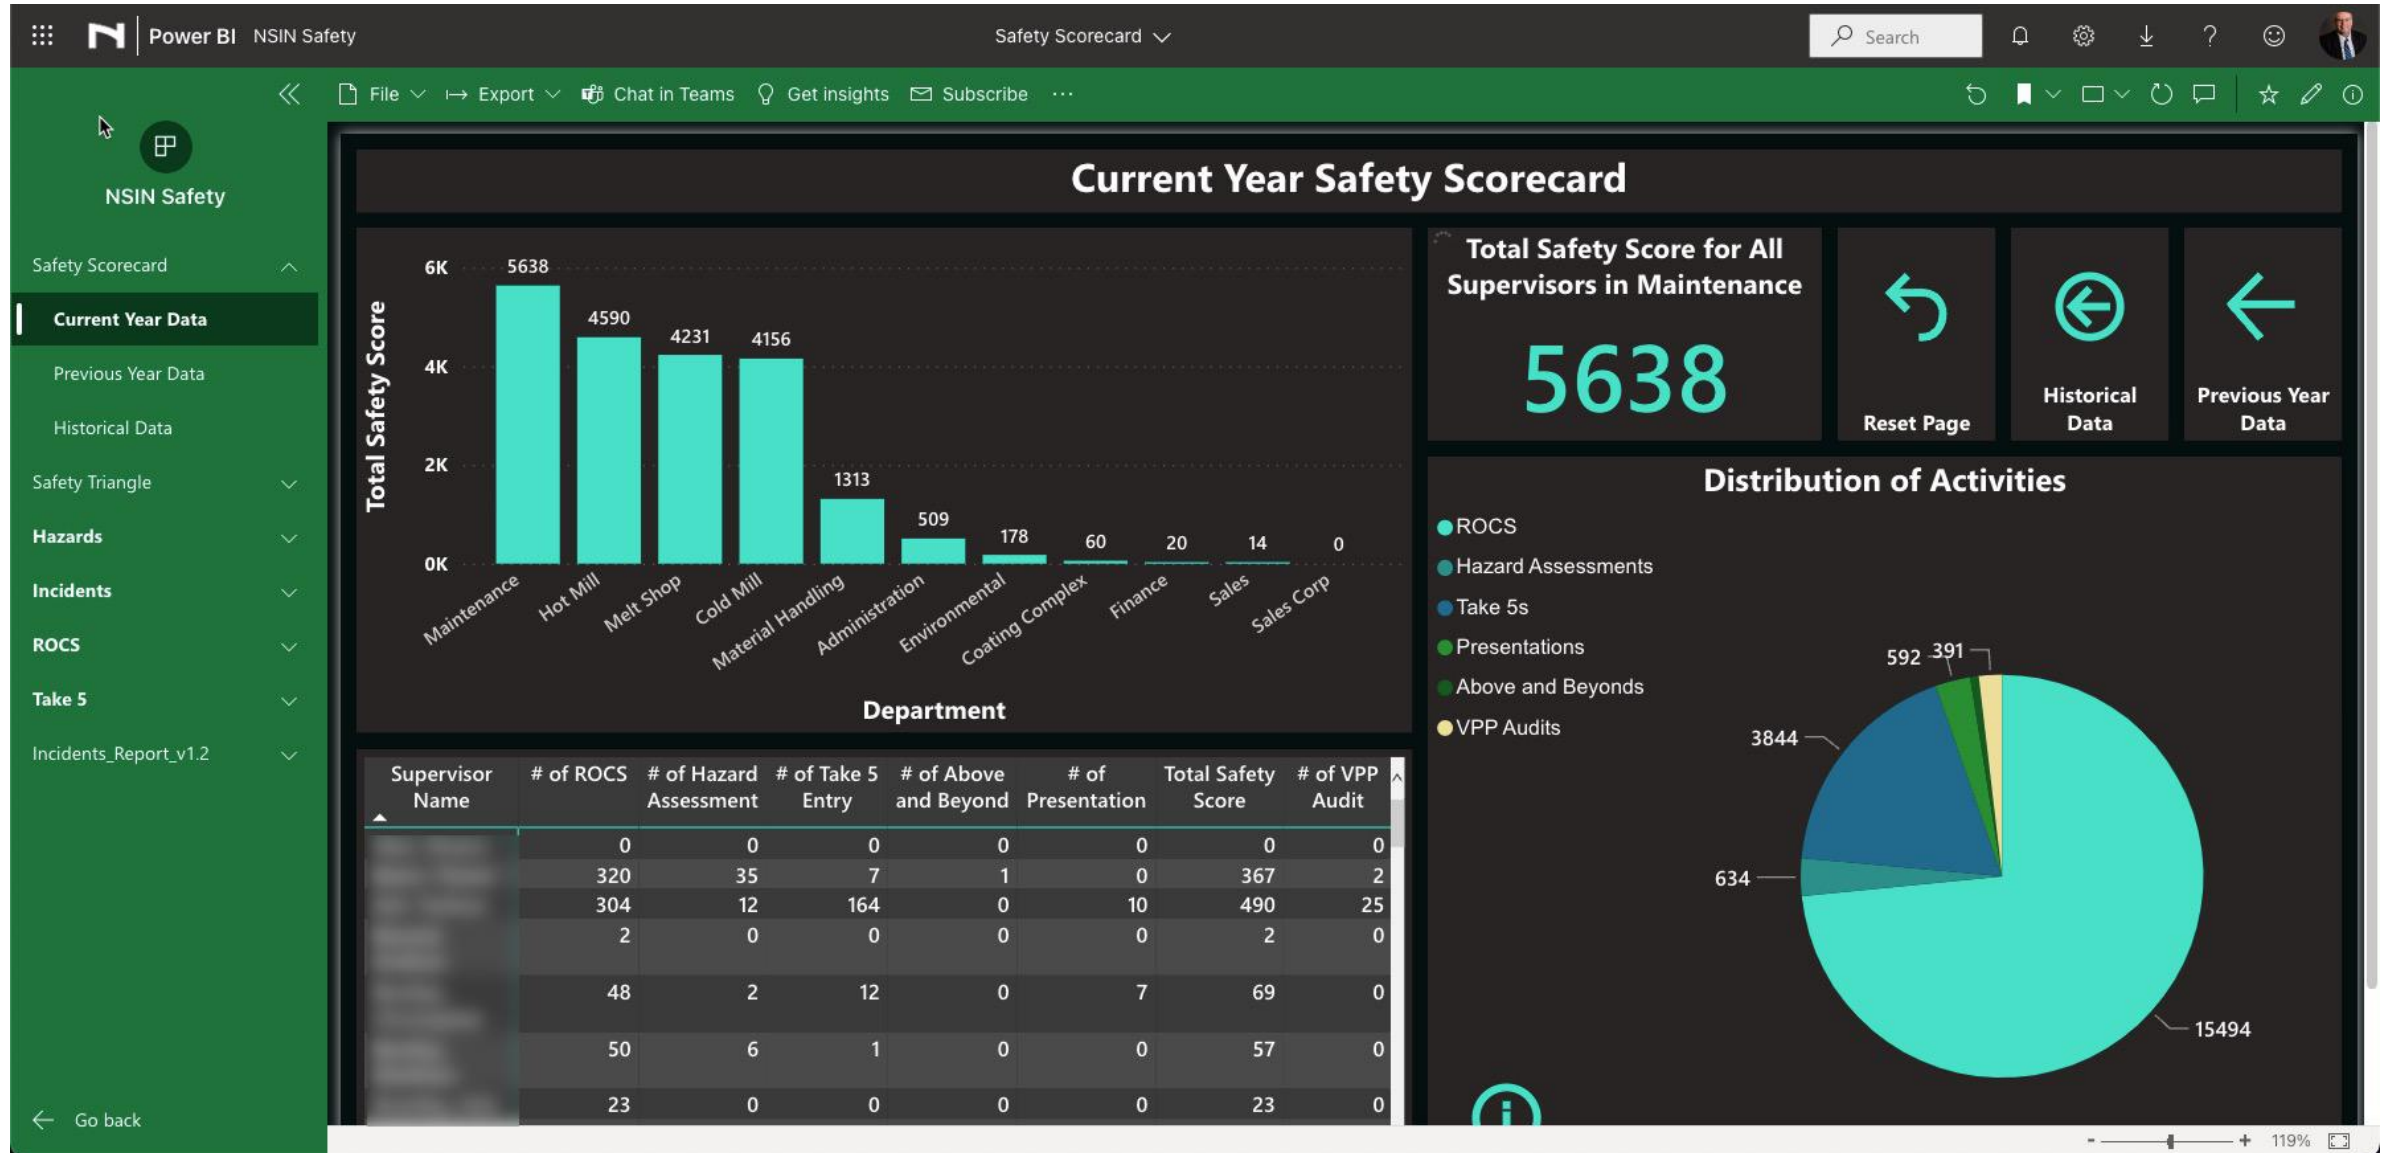 Power BI NSIN Safety
Safety Scorecard
Search
File Export Chat in Teams Get insights Subscribe ···
NSIN Safety
Safety Scorecard
Current Year Data
Previous Year Data
Historical Data
Safety Triangle
Hazards
Incidents
ROCS
Take 5
Incidents_Report_v1.2
Go back
Current Year Safety Scorecard
Total Safety Score
6K
4K
2K
0K
5638
4590
4231
4156
1313
509
178
60
20
14
0
Maintenance
Hot Mill
Melt Shop
Cold Mill
Material Handling
Administration
Environmental
Coating Complex
Finance
Sales
Sales Corp
Department
Total Safety Score for All
Supervisors in Maintenance
5638
Reset Page
Historical
Data
Previous Year
Data
Distribution of Activities
ROCS
Hazard Assessments
Take 5s
Presentations
Above and Beyonds
VPP Audits
592 391
3844
634
15494
Supervisor # of ROCS # of Hazard # of Take 5 # of Above # of Total Safety # of VPP
Name Assessment Entry and Beyond Presentation Score Audit
0 0 0 0 0 0 0
320 35 7 1 0 367 2
304 12 164 0 10 490 25
2 0 0 0 0 2 0
48 2 12 0 7 69 0
50 6 1 0 0 57 0
23 0 0 0 0 23 0
- + 119%